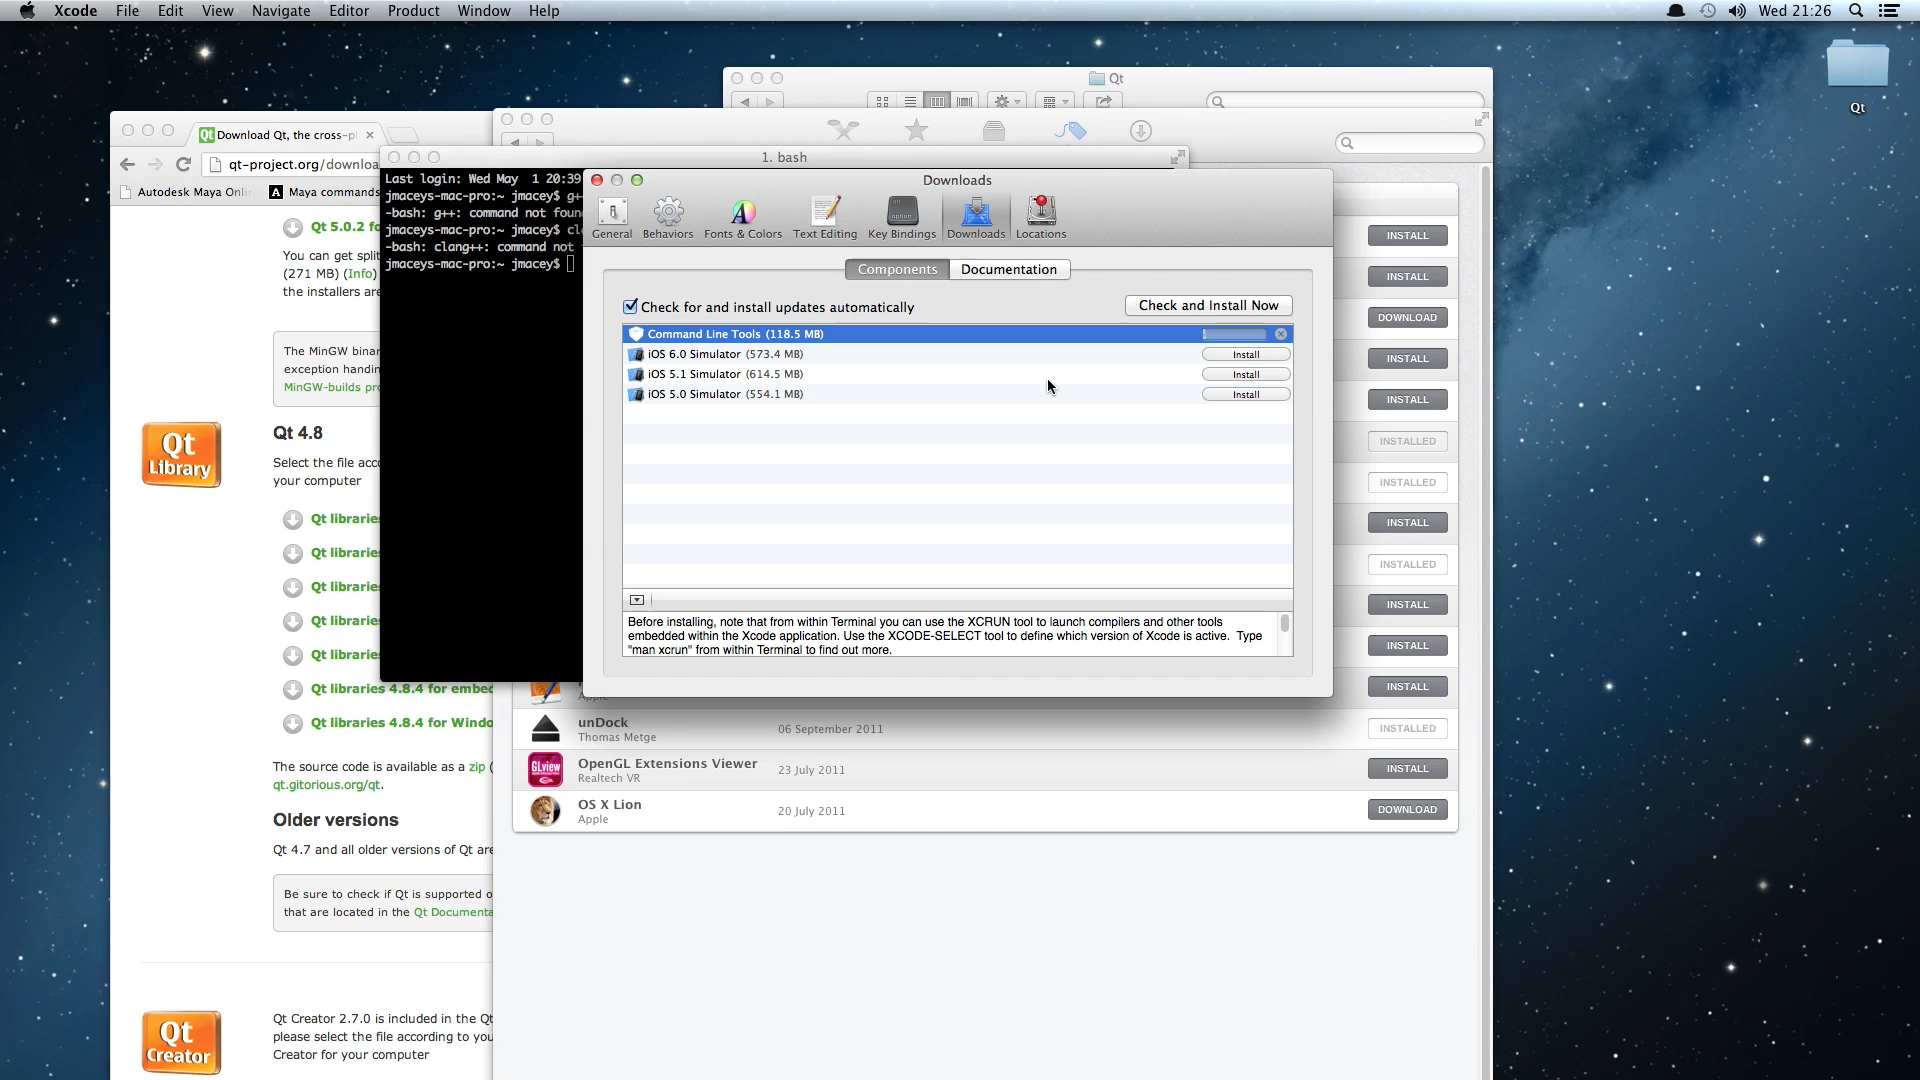 Xcode File Edit View Navigate Editor Product Window Help
Wed 21:26
Qt
Qt
Download Qt, the cross-pl
qt-project.org/downloa
Autodesk Maya Onli
Maya commands
1. bash
Last login: Wed May 1 20:39
jmaceys-mac-pro:~ jmacey$ g+
-bash: g++: command not foun
jmaceys-mac-pro:~ jmacey$ cl
-bash: clang++: command not
jmaceys-mac-pro:~ jmacey$
Downloads
General Behaviors Fonts & Colors Text Editing Key Bindings Downloads Locations
Components Documentation
Check for and install updates automatically
Check and Install Now
Command Line Tools (118.5 MB)
iOS 6.0 Simulator (573.4 MB) Install
iOS 5.1 Simulator (614.5 MB) Install
iOS 5.0 Simulator (554.1 MB) Install
Before installing, note that from within Terminal you can use the XCRUN tool to launch compilers and other tools
embedded within the Xcode application. Use the XCODE-SELECT tool to define which version of Xcode is active. Type
"man xcrun" from within Terminal to find out more.
INSTALL
INSTALL
DOWNLOAD
INSTALL
INSTALL
INSTALLED
INSTALLED
INSTALL
INSTALLED
INSTALL
INSTALL
INSTALL
Apple
unDock
Thomas Metge
06 September 2011
INSTALLED
OpenGL Extensions Viewer
Realtech VR
23 July 2011
INSTALL
GLview
OS X Lion
Apple
20 July 2011
DOWNLOAD
Qt 5.0.2 fo
You can get split
(271 MB) (Info)
the installers are
The MinGW binar
exception handin
MinGW-builds pro
Qt
Library
Qt 4.8
Select the file acco
your computer
Qt libraries
Qt libraries
Qt libraries
Qt libraries
Qt libraries
Qt libraries 4.8.4 for embed
Qt libraries 4.8.4 for Windo
The source code is available as a zip (
qt.gitorious.org/qt.
Older versions
Qt 4.7 and all older versions of Qt are
Be sure to check if Qt is supported o
that are located in the Qt Documenta
Qt
Creator
Qt Creator 2.7.0 is included in the Qt
please select the file according to you
Creator for your computer